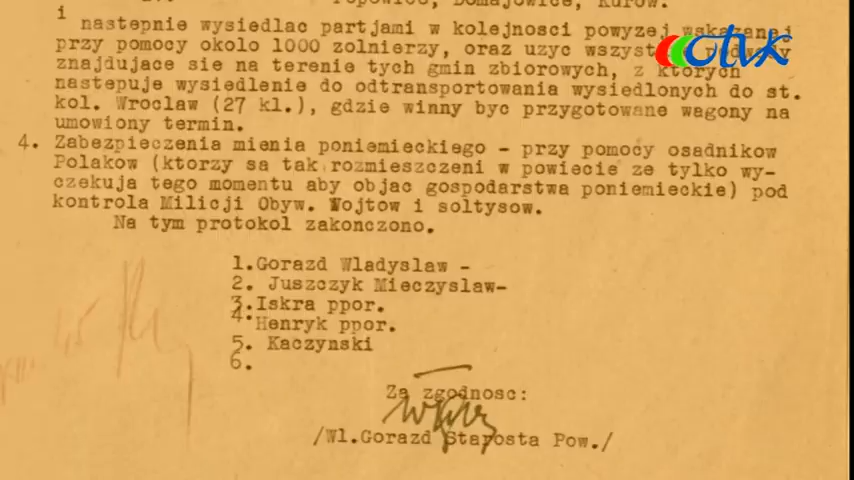 Popowice, Domajowice, Kurow.
i nastepnie wysiedlac partjami w kolejnosci powyzej wskazanej
przy pomocy okolo 1000 zolnierzy, oraz uzyc wszystkie podwody
znajdujace sie na terenie tych gmin zbiorowych, z ktorych
nastepuje wysiedlenie do odtransportowania wysiedlonych do st.
kol. Wroclaw (27 kl.), gdzie winny byc przygotowane wagony na
umowiony termin.
4. Zabezpieczenia mienia poniemieckiego - przy pomocy osadnikow
Polakow (ktorzy sa tak rozmieszczeni w powiecie ze tylko wy-
czekuja tego momentu aby objac gospodarstwa poniemieckie) pod
kontrola Milicji Obyw. Wojtow i soltysow.
Na tym protokol zakonczono.
1.Gorazd Wladyslaw -
2. Juszczyk Mieczyslaw-
3.Iskra ppor.
4.Henryk ppor.
5. Kaczynski
6.
Za zgodnosc:
/Wl.Gorazd Starosta Pow./
otvk